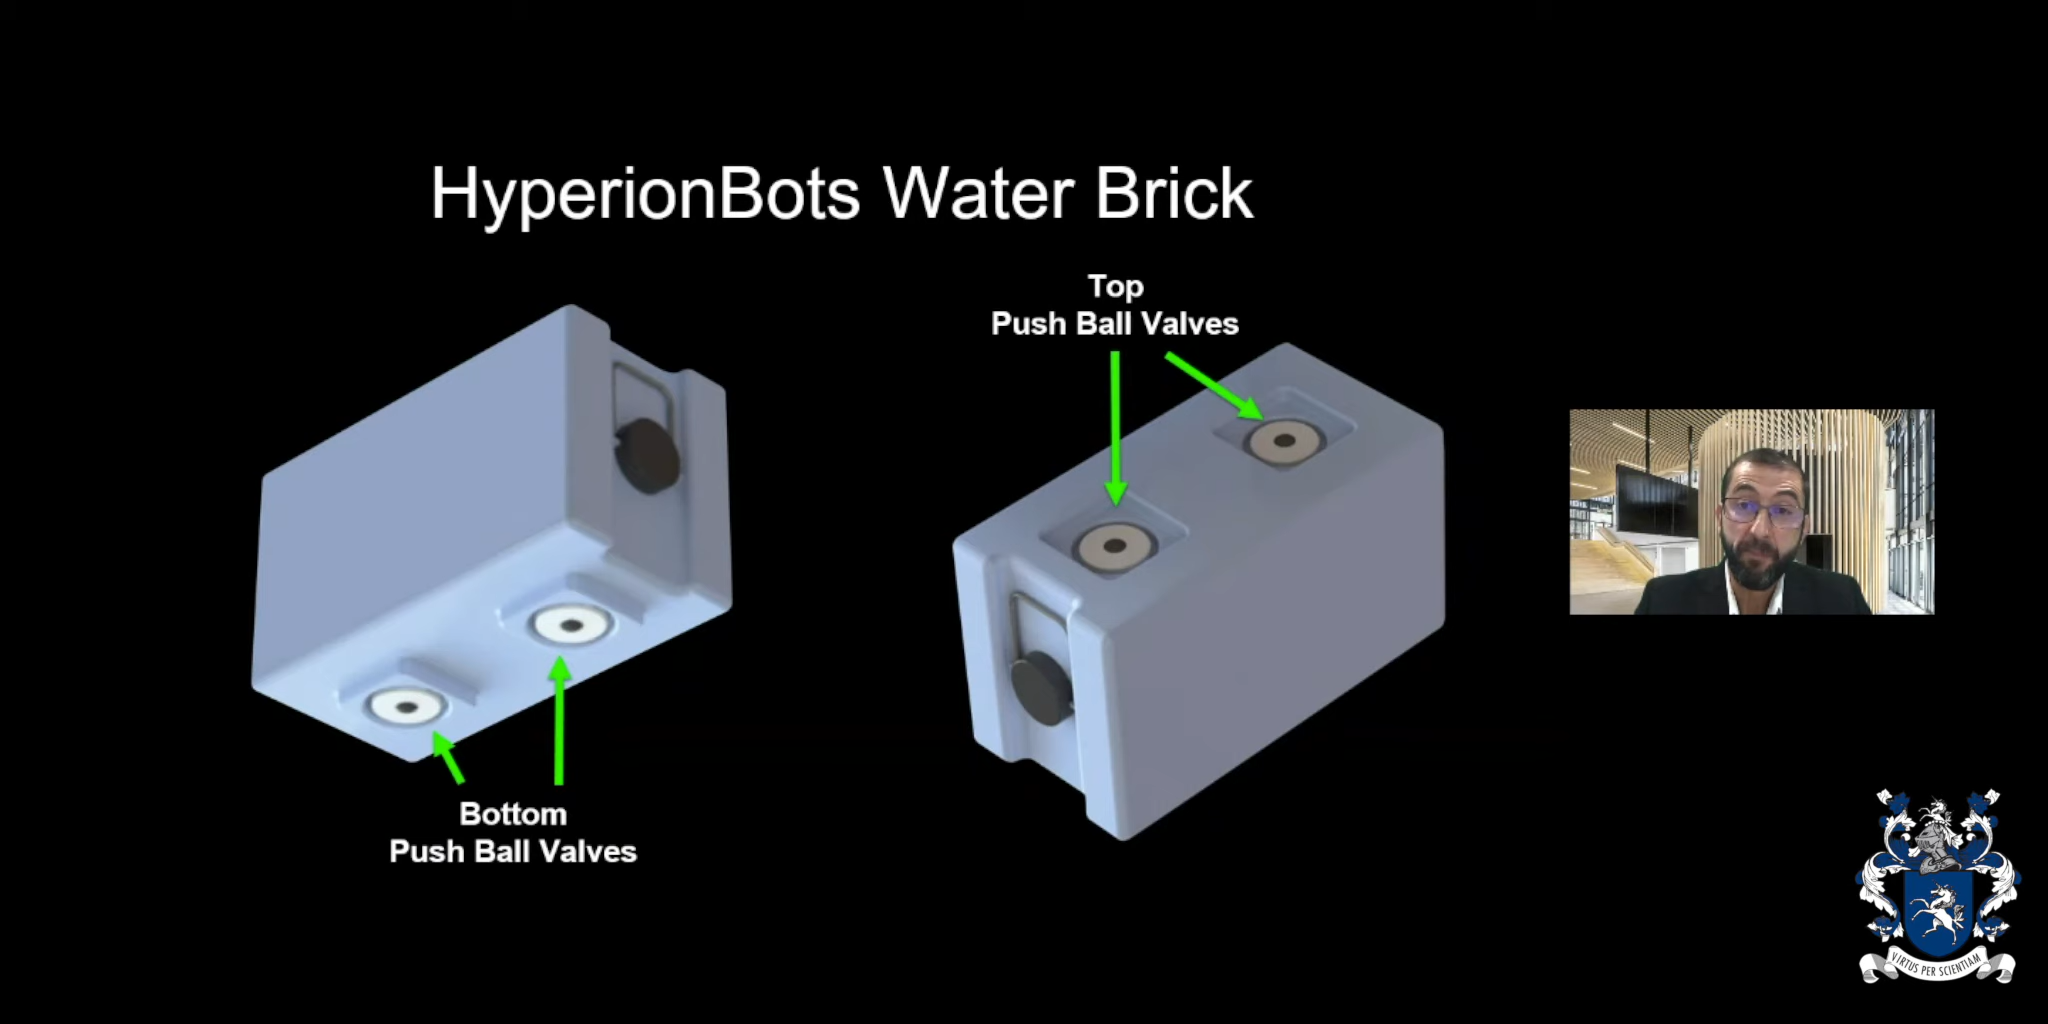 HyperionBots Water Brick
Top
Push Ball Valves
Bottom
Push Ball Valves
VIRTUS PER SCIENTIAM